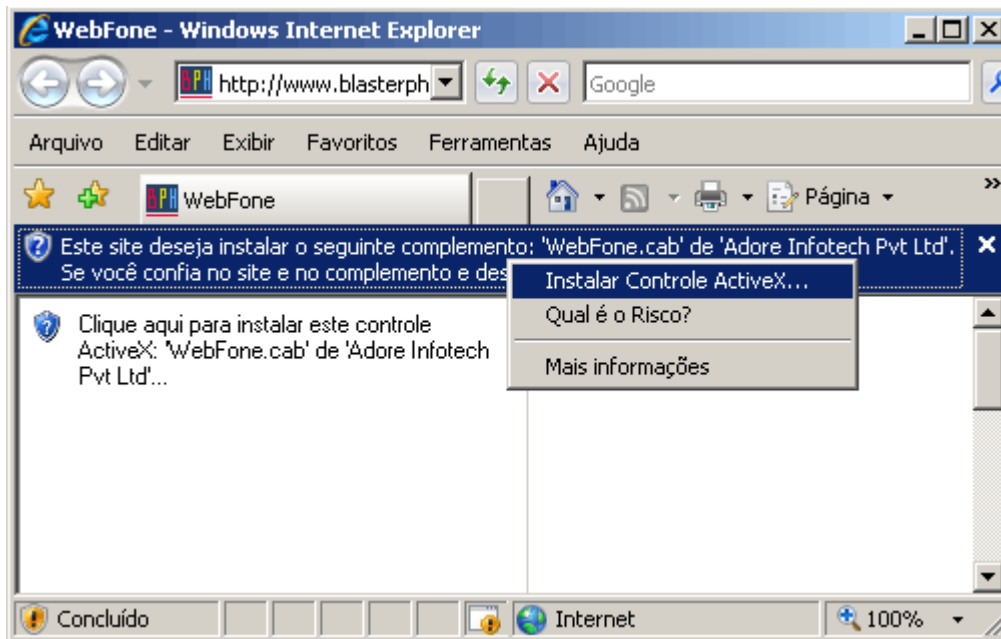 WebFone - Windows Internet Explorer
BPH http://www.blasterph Google
Arquivo Editar Exibir Favoritos Ferramentas Ajuda
BPH WebFone Página
Este site deseja instalar o seguinte complemento: 'WebFone.cab' de 'Adore Infotech Pvt Ltd'.
Se você confia no site e no complemento e des
Instalar Controle ActiveX...
Qual é o Risco?
Mais informações
Clique aqui para instalar este controle
ActiveX: 'WebFone.cab' de 'Adore Infotech
Pvt Ltd'...
Concluído Internet 100%